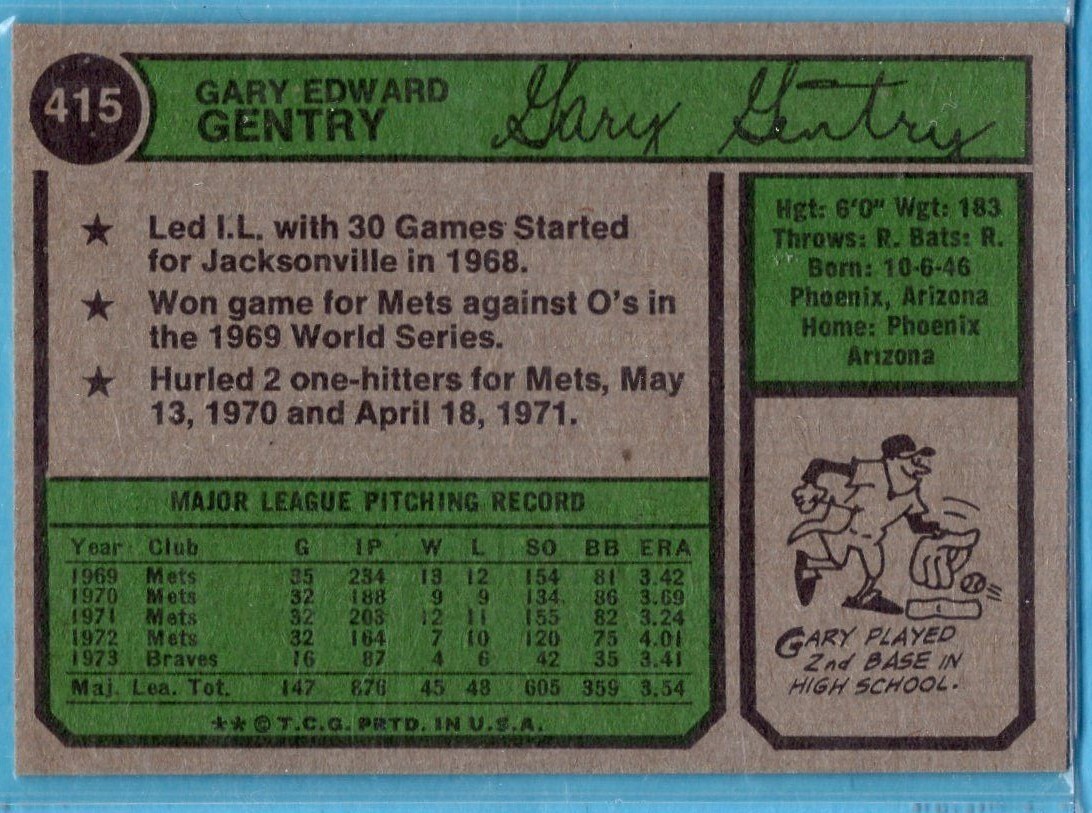 415
GARY EDWARD
GENTRY
Gary Gentry
★ Led I.L. with 30 Games Started
for Jacksonville in 1968.
★ Won game for Mets against O's in
the 1969 World Series.
★ Hurled 2 one-hitters for Mets, May
13, 1970 and April 18, 1971.
MAJOR LEAGUE PITCHING RECORD
Year Club G IP W L SO BB ERA
1969 Mets 35 234 13 12 154 81 3.42
1970 Mets 32 188 9 9 134 86 3.69
1971 Mets 32 203 12 11 155 82 3.24
1972 Mets 32 164 7 10 120 75 4.01
1973 Braves 16 87 4 6 42 35 3.41
Maj. Lea. Tot. 147 876 45 48 605 359 3.54
★★ © T.C.G. PRTD. IN U.S.A.
Hgt: 6'0" Wgt: 183
Throws: R. Bats: R.
Born: 10-6-46
Phoenix, Arizona
Home: Phoenix
Arizona
GARY PLAYED
2nd BASE IN
HIGH SCHOOL.